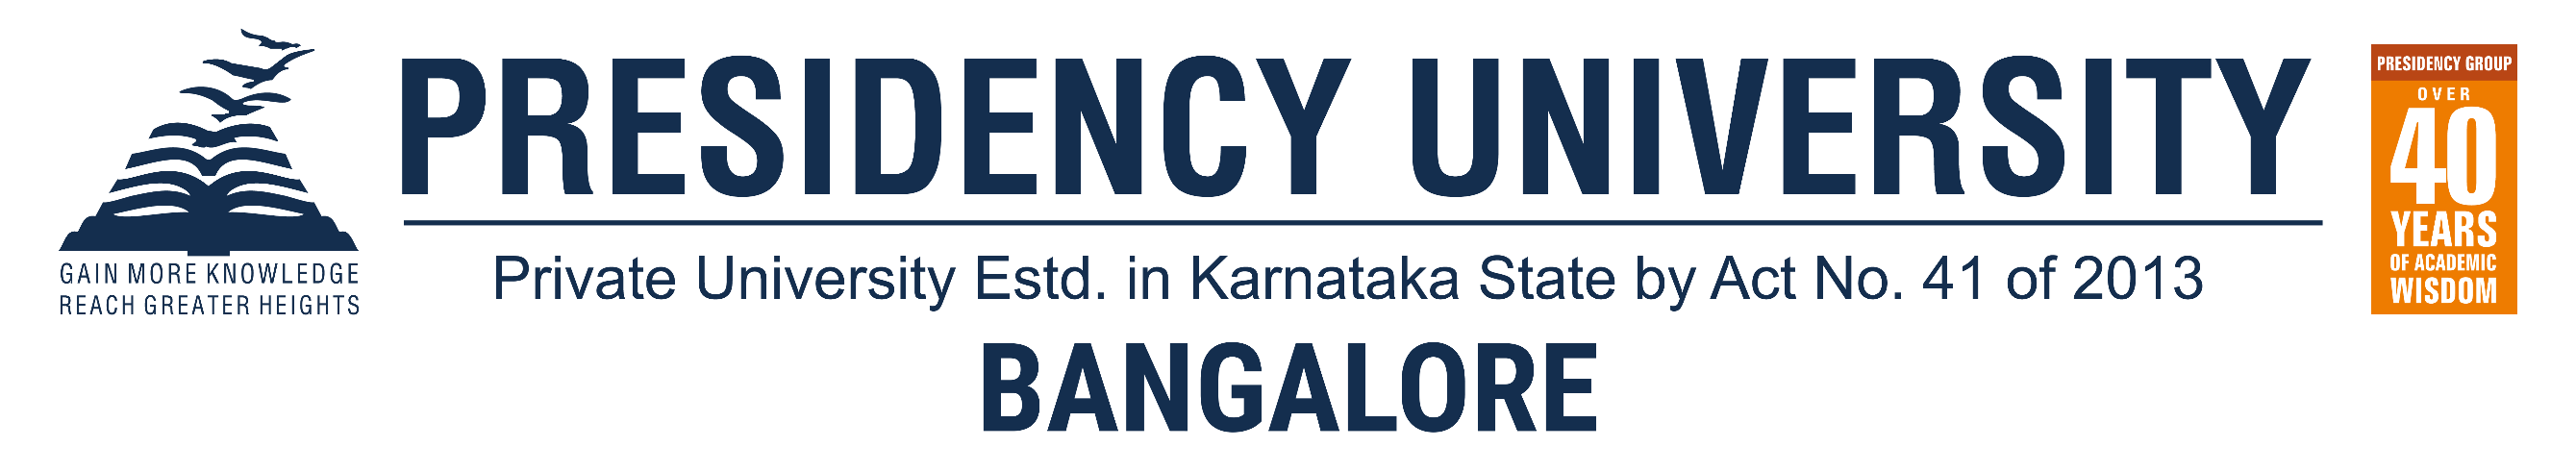 GAIN MORE KNOWLEDGE
REACH GREATER HEIGHTS
PRESIDENCY UNIVERSITY
Private University Estd. in Karnataka State by Act No. 41 of 2013
BANGALORE
PRESIDENCY GROUP
OVER
40
YEARS
OF ACADEMIC
WISDOM